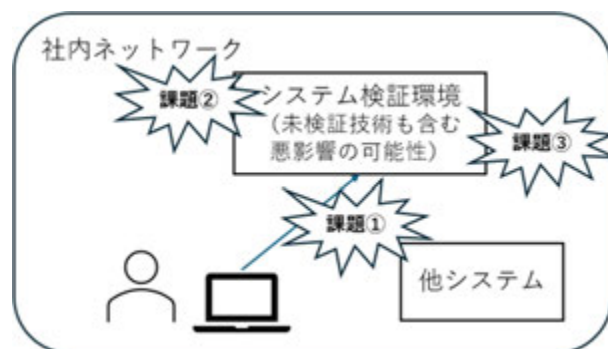 社内ネットワーク
課題②
システム検証環境
(未検証技術も含む
悪影響の可能性)
課題③
課題①
他システム